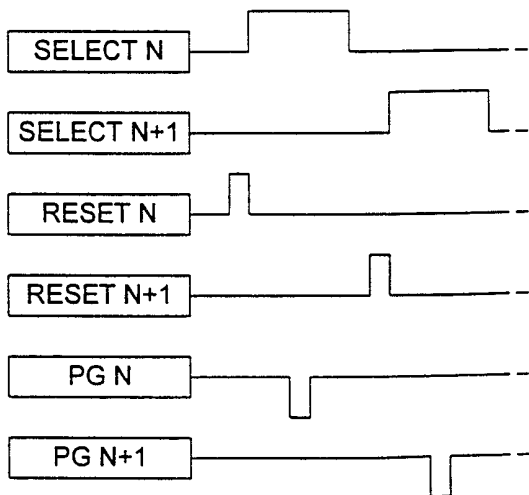 SELECT N
SELECT N+1
RESET N
RESET N+1
PG N
PG N+1